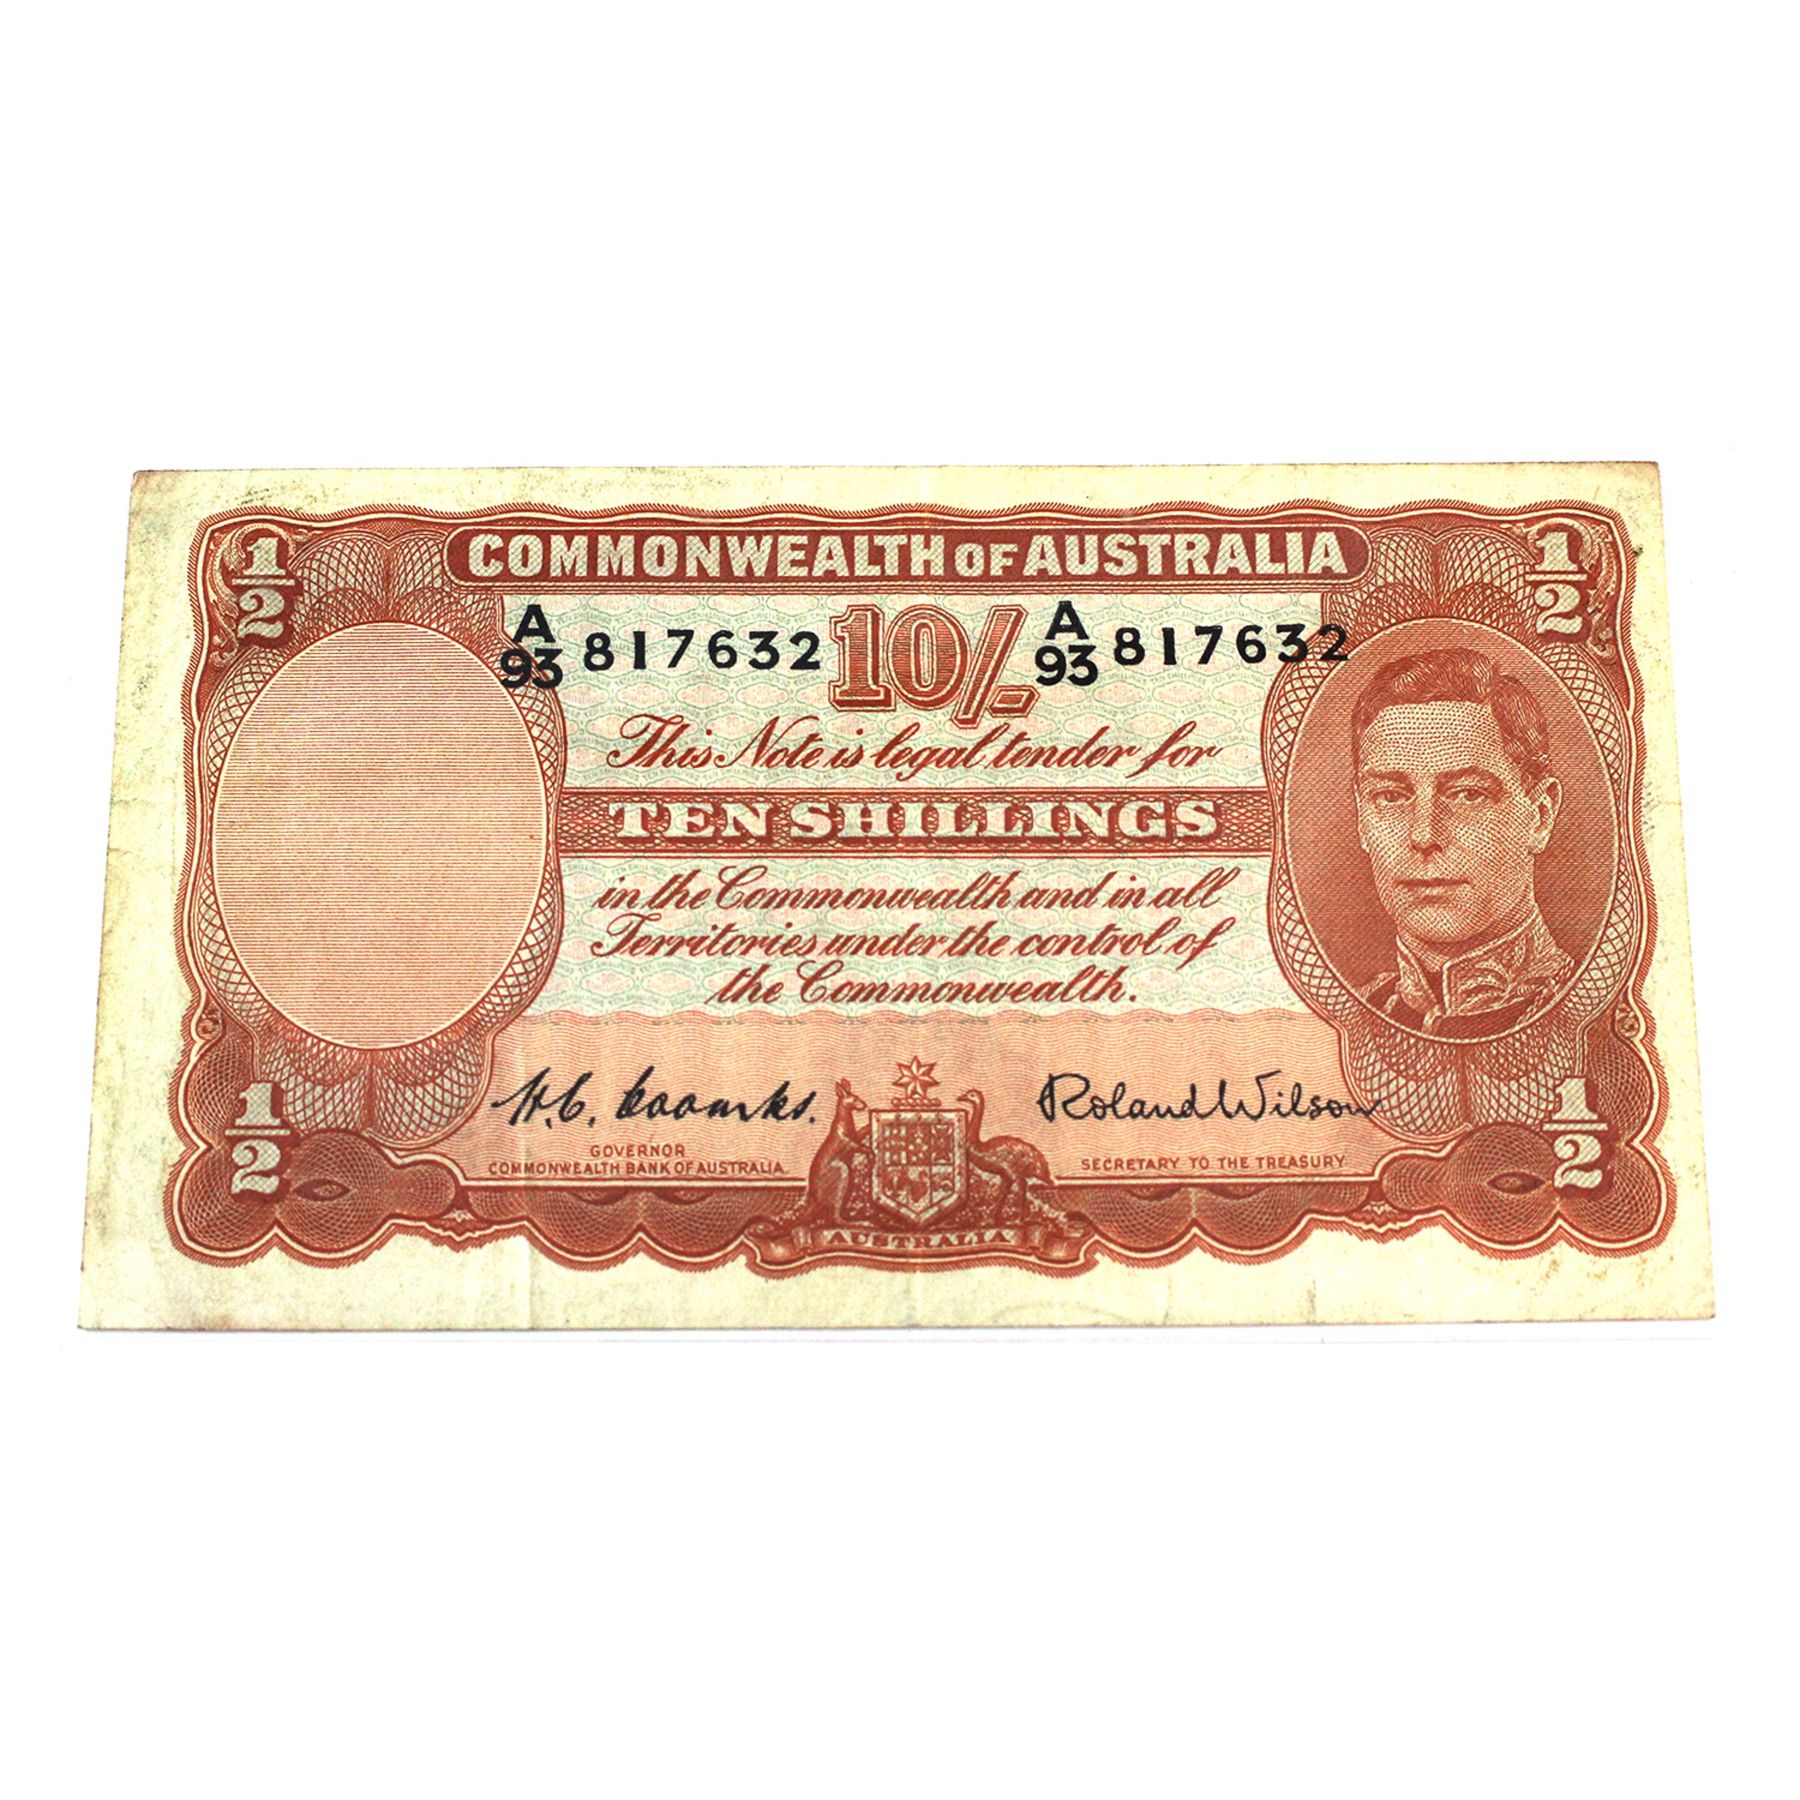 1/2
COMMONWEALTH OF AUSTRALIA
1/2
A/93 817632 10/- A/93 817632
This Note is legal tender for
TEN SHILLINGS
in the Commonwealth and in all
Territories under the control of
the Commonwealth.
H.C. Coombs.
GOVERNOR
COMMONWEALTH BANK OF AUSTRALIA.
Roland Wilson
SECRETARY TO THE TREASURY
1/2
AUSTRALIA
1/2